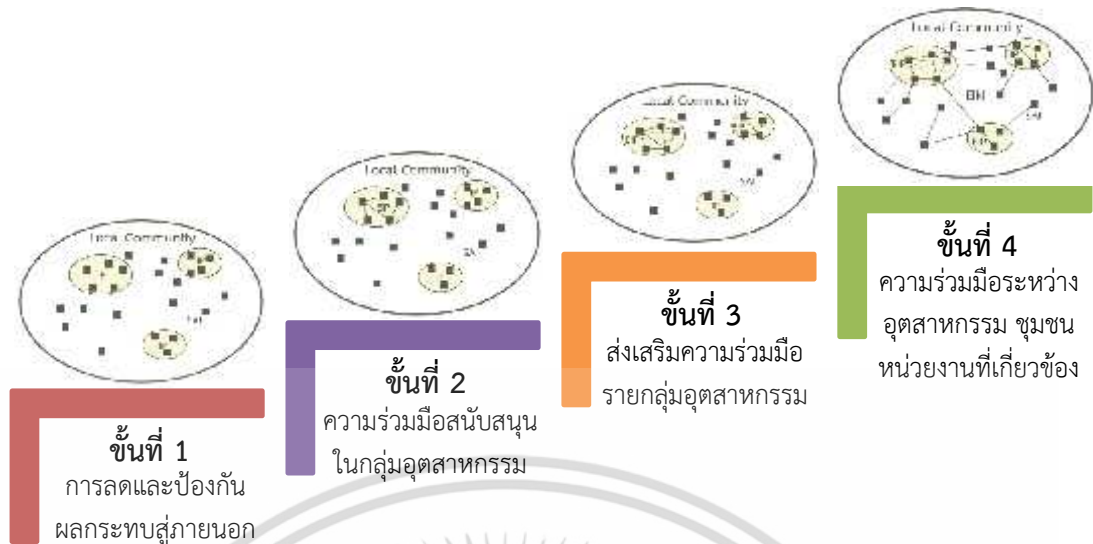 Local Community
ขั้นที่ 1
การลดและป้องกัน
ผลกระทบสู่ภายนอก
Local Community
ขั้นที่ 2
ความร่วมมือสนับสนุน
ในกลุ่มอุตสาหกรรม
Local Community
ขั้นที่ 3
ส่งเสริมความร่วมมือ
รายกลุ่มอุตสาหกรรม
Local Community
ขั้นที่ 4
ความร่วมมือระหว่าง
อุตสาหกรรม ชุมชน
หน่วยงานที่เกี่ยวข้อง